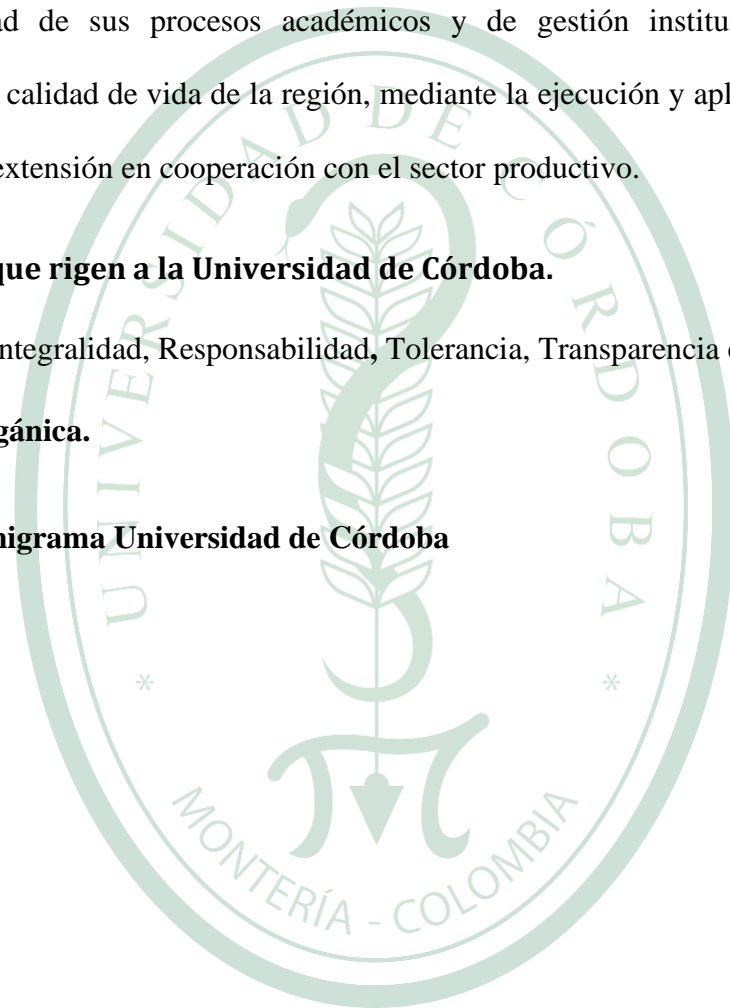 ad de sus procesos académicos y de gestión institu
calidad de vida de la región, mediante la ejecución y apl
extensión en cooperación con el sector productivo.
que rigen a la Universidad de Córdoba.
ntegralidad, Responsabilidad, Tolerancia, Transparencia
gánica.
nigrama Universidad de Córdoba
UNIVERSIDAD DE CÓRDOBA
* *
MONTERÍA - COLOMBIA